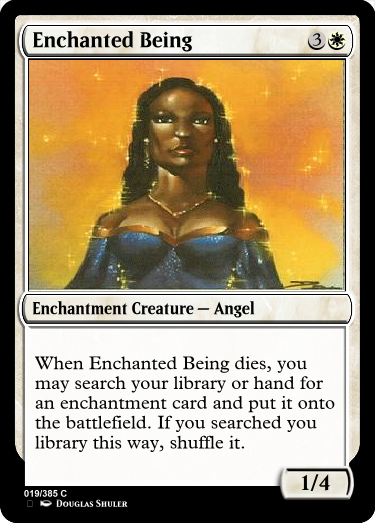 Enchanted Being 3
Enchantment Creature — Angel
When Enchanted Being dies, you
may search your library or hand for
an enchantment card and put it onto
the battlefield. If you searched you
library this way, shuffle it.
1/4
019/385 C
Douglas Shuler